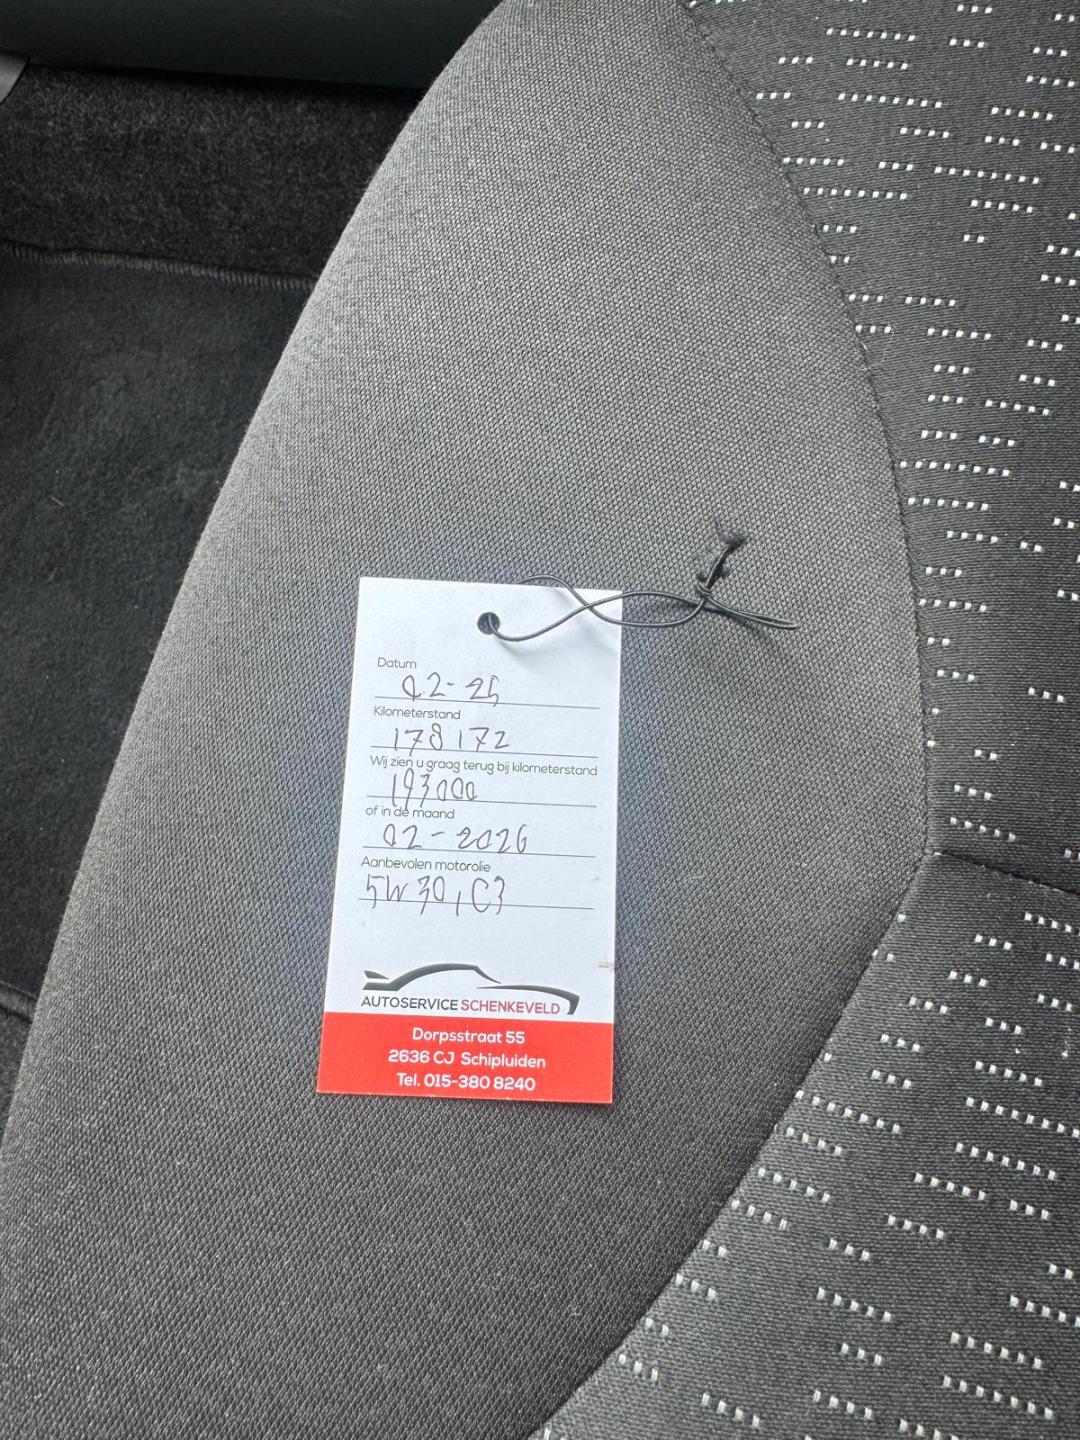 Datum
02-25
Kilometerstand
178172
Wij zien u graag terug bij kilometerstand
193000
of in de maand
02-2026
Aanbevolen motorolie
5W30, C3
AUTOSERVICE SCHENKEVELD
Dorpsstraat 55
2636 CJ Schipluiden
Tel. 015-380 8240